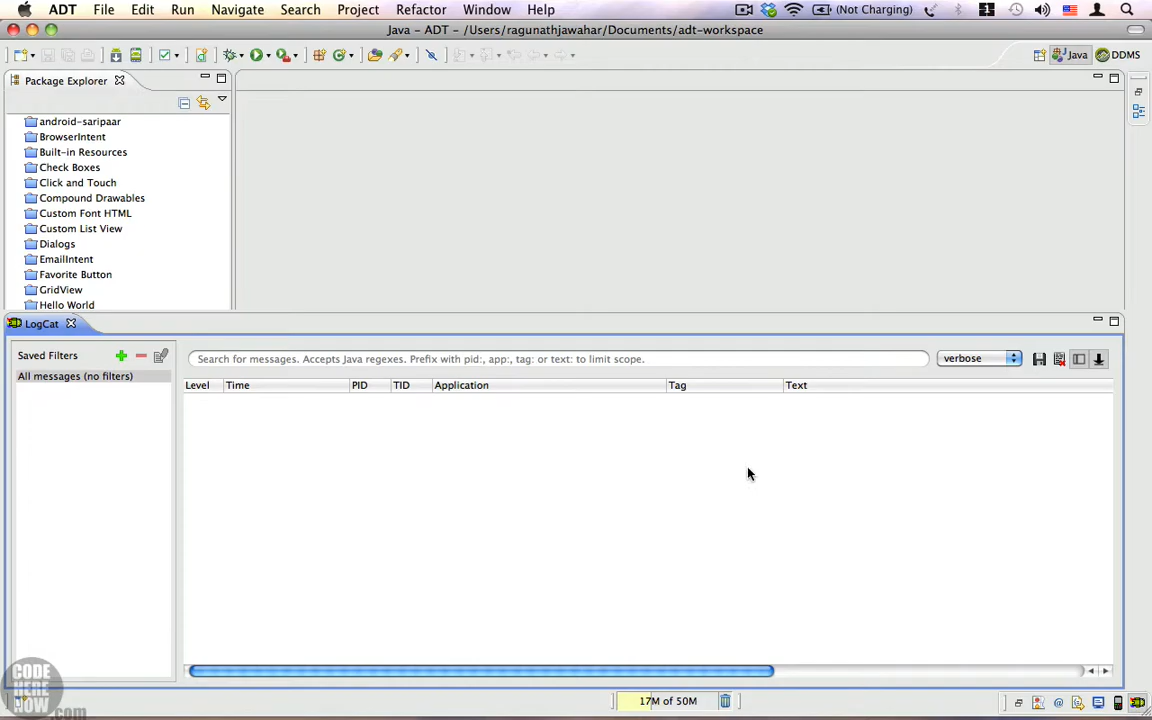 ADT File Edit Run Navigate Search Project Refactor Window Help (Not Charging)
Java - ADT - /Users/ragunathjawahar/Documents/adt-workspace
Java DDMS
Package Explorer
android-saripaar
BrowserIntent
Built-in Resources
Check Boxes
Click and Touch
Compound Drawables
Custom Font HTML
Custom List View
Dialogs
EmailIntent
Favorite Button
GridView
Hello World
LogCat
Saved Filters
Search for messages. Accepts Java regexes. Prefix with pid:, app:, tag: or text: to limit scope.
verbose
All messages (no filters)
Level Time PID TID Application Tag Text
17M of 50M
CODE
HERE
NOW
.com